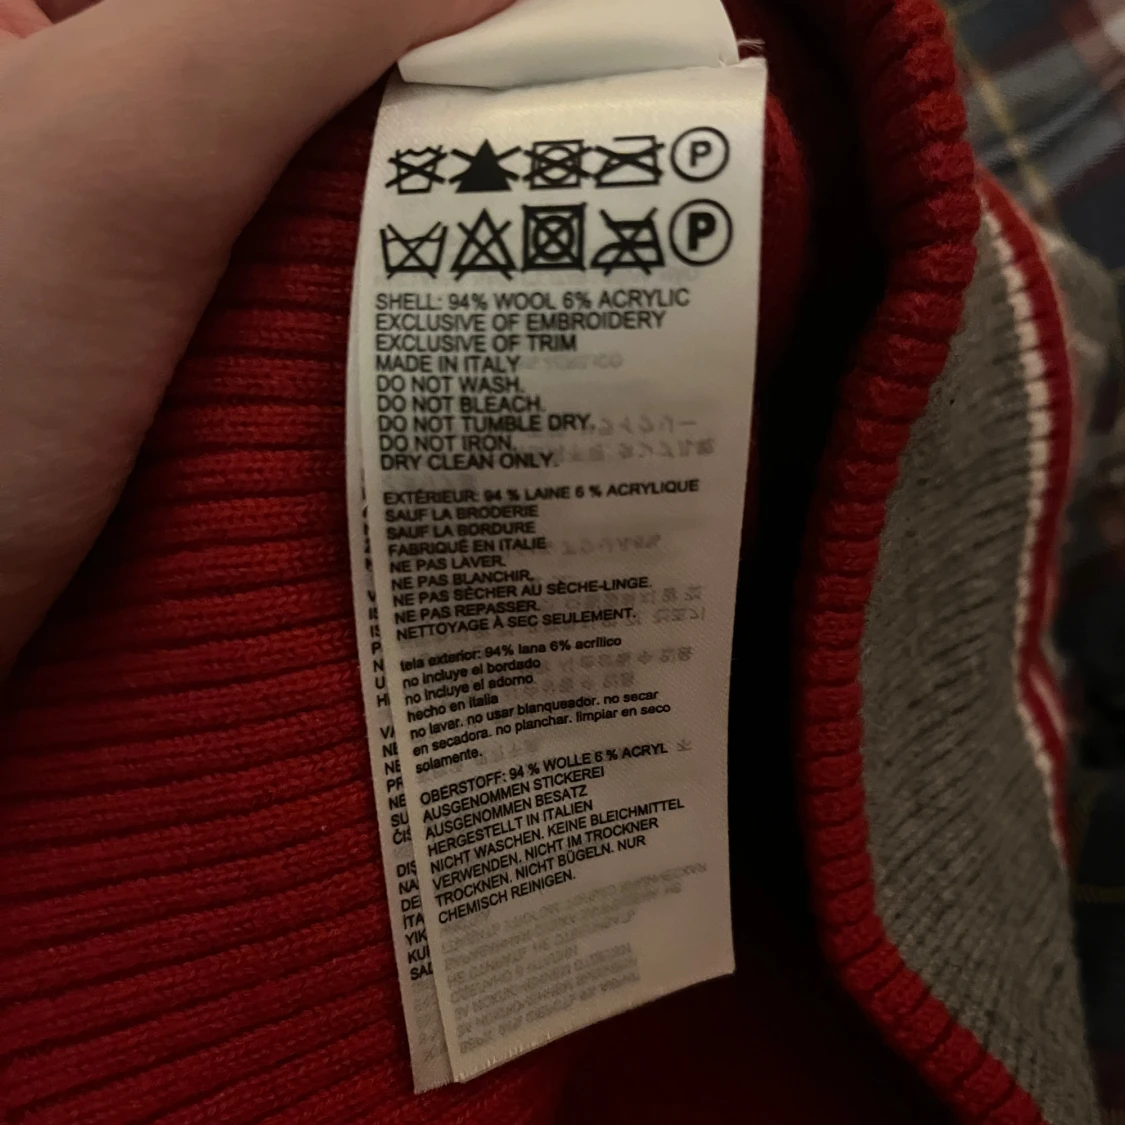 P
P
SHELL: 94% WOOL 6% ACRYLIC
EXCLUSIVE OF EMBROIDERY
EXCLUSIVE OF TRIM
MADE IN ITALY
DO NOT WASH.
DO NOT BLEACH.
DO NOT TUMBLE DRY.
DO NOT IRON.
DRY CLEAN ONLY.
EXTÉRIEUR: 94 % LAINE 6 % ACRYLIQUE
SAUF LA BRODERIE
SAUF LA BORDURE
FABRIQUÉ EN ITALIE
NE PAS LAVER.
NE PAS BLANCHIR.
NE PAS SÉCHER AU SÈCHE-LINGE.
NE PAS REPASSER.
NETTOYAGE À SEC SEULEMENT.
tela exterior: 94% lana 6% acrílico
no incluye el bordado
no incluye el adorno
hecho en Italia
no lavar. no usar blanqueador. no secar
en secadora. no planchar. limpiar en seco
solamente.
OBERSTOFF: 94 % WOLLE 6 % ACRYL
AUSGENOMMEN STICKEREI
AUSGENOMMEN BESATZ
HERGESTELLT IN ITALIEN
NICHT WASCHEN. KEINE BLEICHMITTEL
VERWENDEN. NICHT IM TROCKNER
TROCKNEN. NICHT BÜGELN. NUR
CHEMISCH REINIGEN.